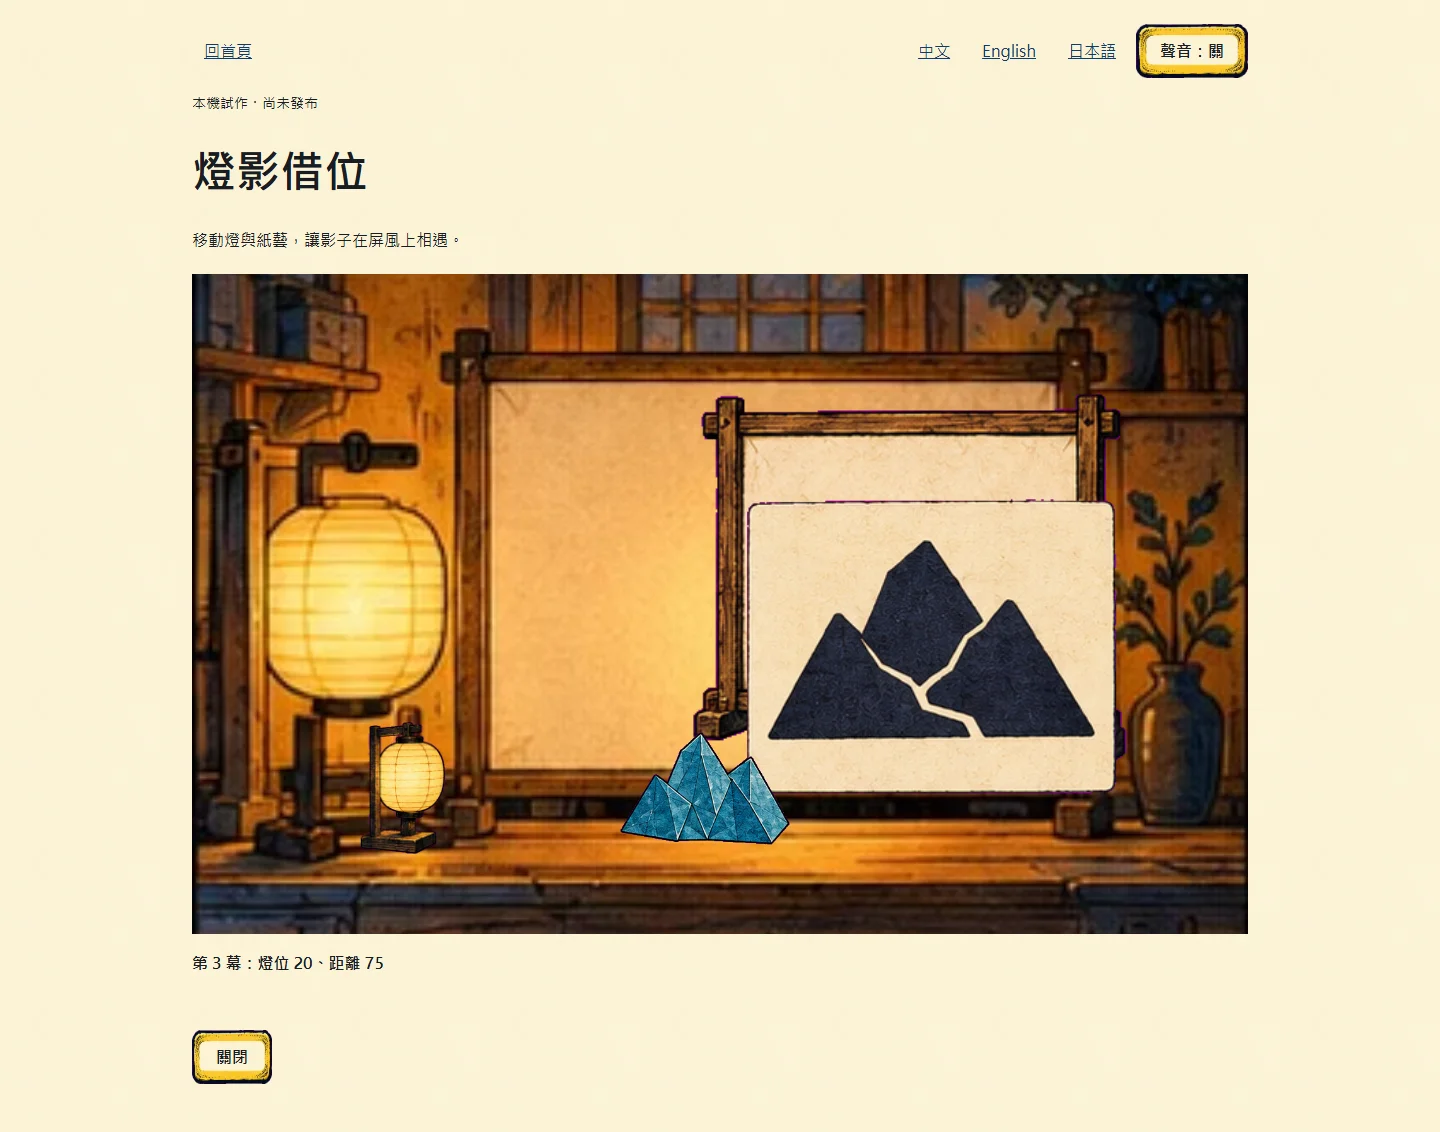 回首頁
中文 English 日本語 聲音：關
本機試作・尚未發布
燈影借位
移動燈與紙藝，讓影子在屏風上相遇。
第 3 幕：燈位 20、距離 75
關閉